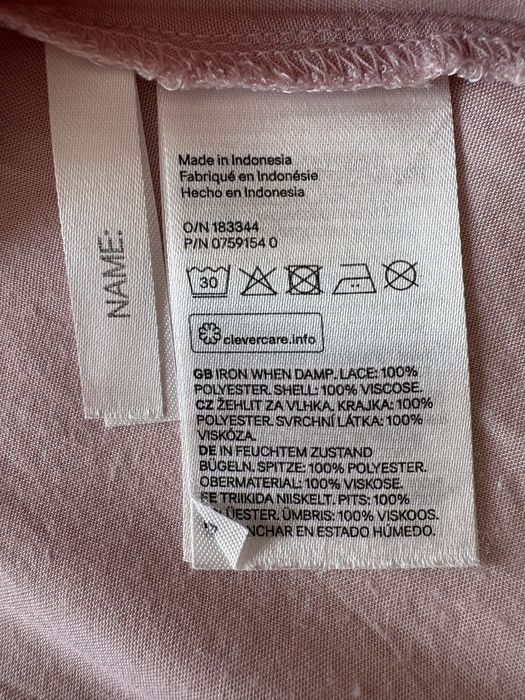 NAME:
Made in Indonesia
Fabriqué en Indonésie
Hecho en Indonesia
O/N 183344
P/N 0759154 0
30
clevercare.info
GB IRON WHEN DAMP. LACE: 100%
POLYESTER. SHELL: 100% VISCOSE.
CZ ŽEHLIT ZA VLHKA. KRAJKA: 100%
POLYESTER. SVRCHNÍ LÁTKA: 100%
VISKÓZA.
DE IN FEUCHTEM ZUSTAND
BÜGELN. SPITZE: 100% POLYESTER.
OBERMATERIAL: 100% VISKOSE.
EE TRIIKIDA NIISKELT. PITS: 100%
ÜESTER. ÜMBRIS: 100% VISKOOS.
NCHAR EN ESTADO HÚMEDO.